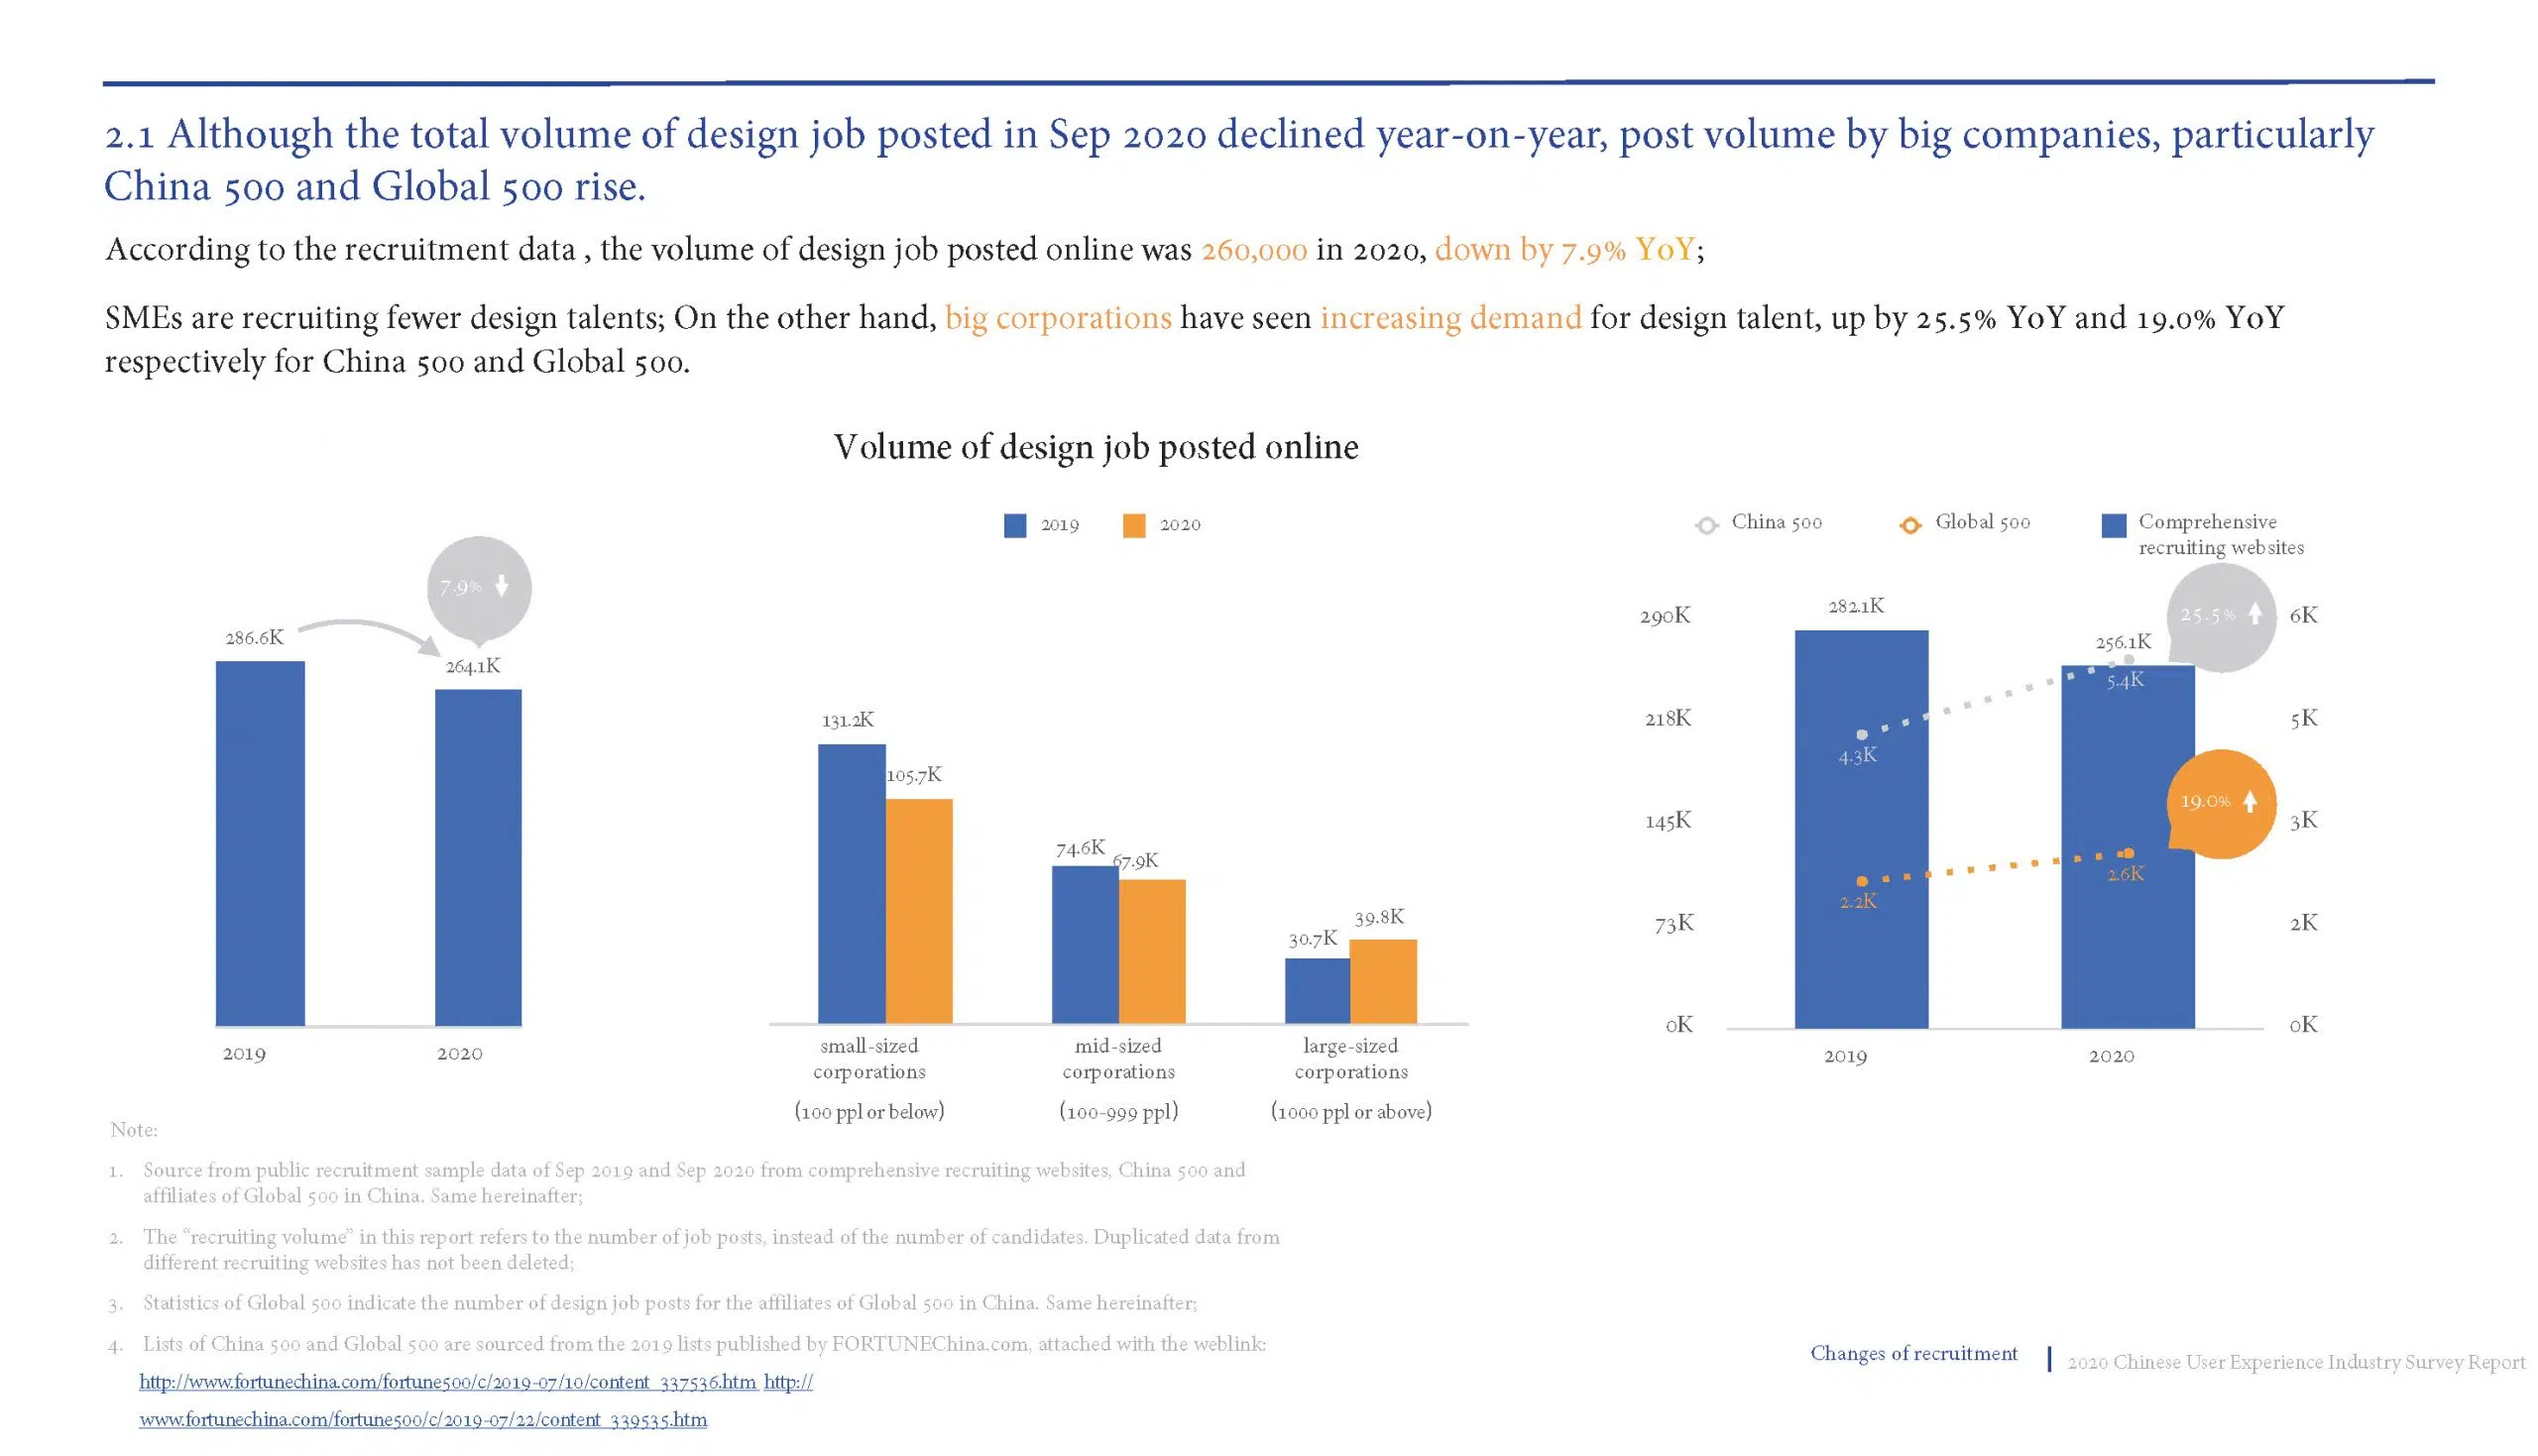 2.1 Although the total volume of design job posted in Sep 2020 declined year-on-year, post volume by big companies, particularly
China 500 and Global 500 rise.
According to the recruitment data , the volume of design job posted online was 260,000 in 2020, down by 7.9% YoY;
SMEs are recruiting fewer design talents; On the other hand, big corporations have seen increasing demand for design talent, up by 25.5% YoY and 19.0% YoY
respectively for China 500 and Global 500.
Volume of design job posted online
7.9%
286.6K
264.1K
2019
2020
2019
2020
131.2K
105.7K
74.6K
67.9K
30.7K
39.8K
small-sized
corporations
(100 ppl or below)
mid-sized
corporations
(100-999 ppl)
large-sized
corporations
(1000 ppl or above)
China 500
Global 500
Comprehensive
recruiting websites
290K
218K
145K
73K
0K
282.1K
256.1K
25.5%
5.4K
4.3K
19.0%
2.6K
2.2K
6K
5K
3K
2K
0K
2019
2020
Note:
1. Source from public recruitment sample data of Sep 2019 and Sep 2020 from comprehensive recruiting websites, China 500 and
affiliates of Global 500 in China. Same hereinafter;
2. The “recruiting volume” in this report refers to the number of job posts, instead of the number of candidates. Duplicated data from
different recruiting websites has not been deleted;
3. Statistics of Global 500 indicate the number of design job posts for the affiliates of Global 500 in China. Same hereinafter;
4. Lists of China 500 and Global 500 are sourced from the 2019 lists published by FORTUNEChina.com, attached with the weblink:
http://www.fortunechina.com/fortune500/c/2019-07/10/content_337536.htm http://
www.fortunechina.com/fortune500/c/2019-07/22/content_339535.htm
Changes of recruitment
2020 Chinese User Experience Industry Survey Report